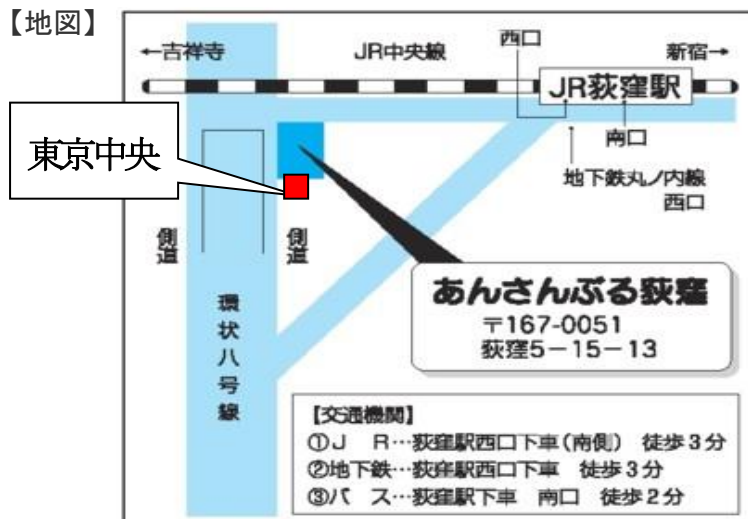 【地図】
←吉祥寺
JR中央線
西口
新宿→
JR荻窪駅
南口
地下鉄丸ノ内線
西口
東京中央
側道
側道
環状八号線
あんさんぶる荻窪
〒167-0051
荻窪5-15-13
【交通機関】
①J R…荻窪駅西口下車(南側) 徒歩3分
②地下鉄…荻窪駅西口下車 徒歩3分
③バス…荻窪駅下車 南口 徒歩2分